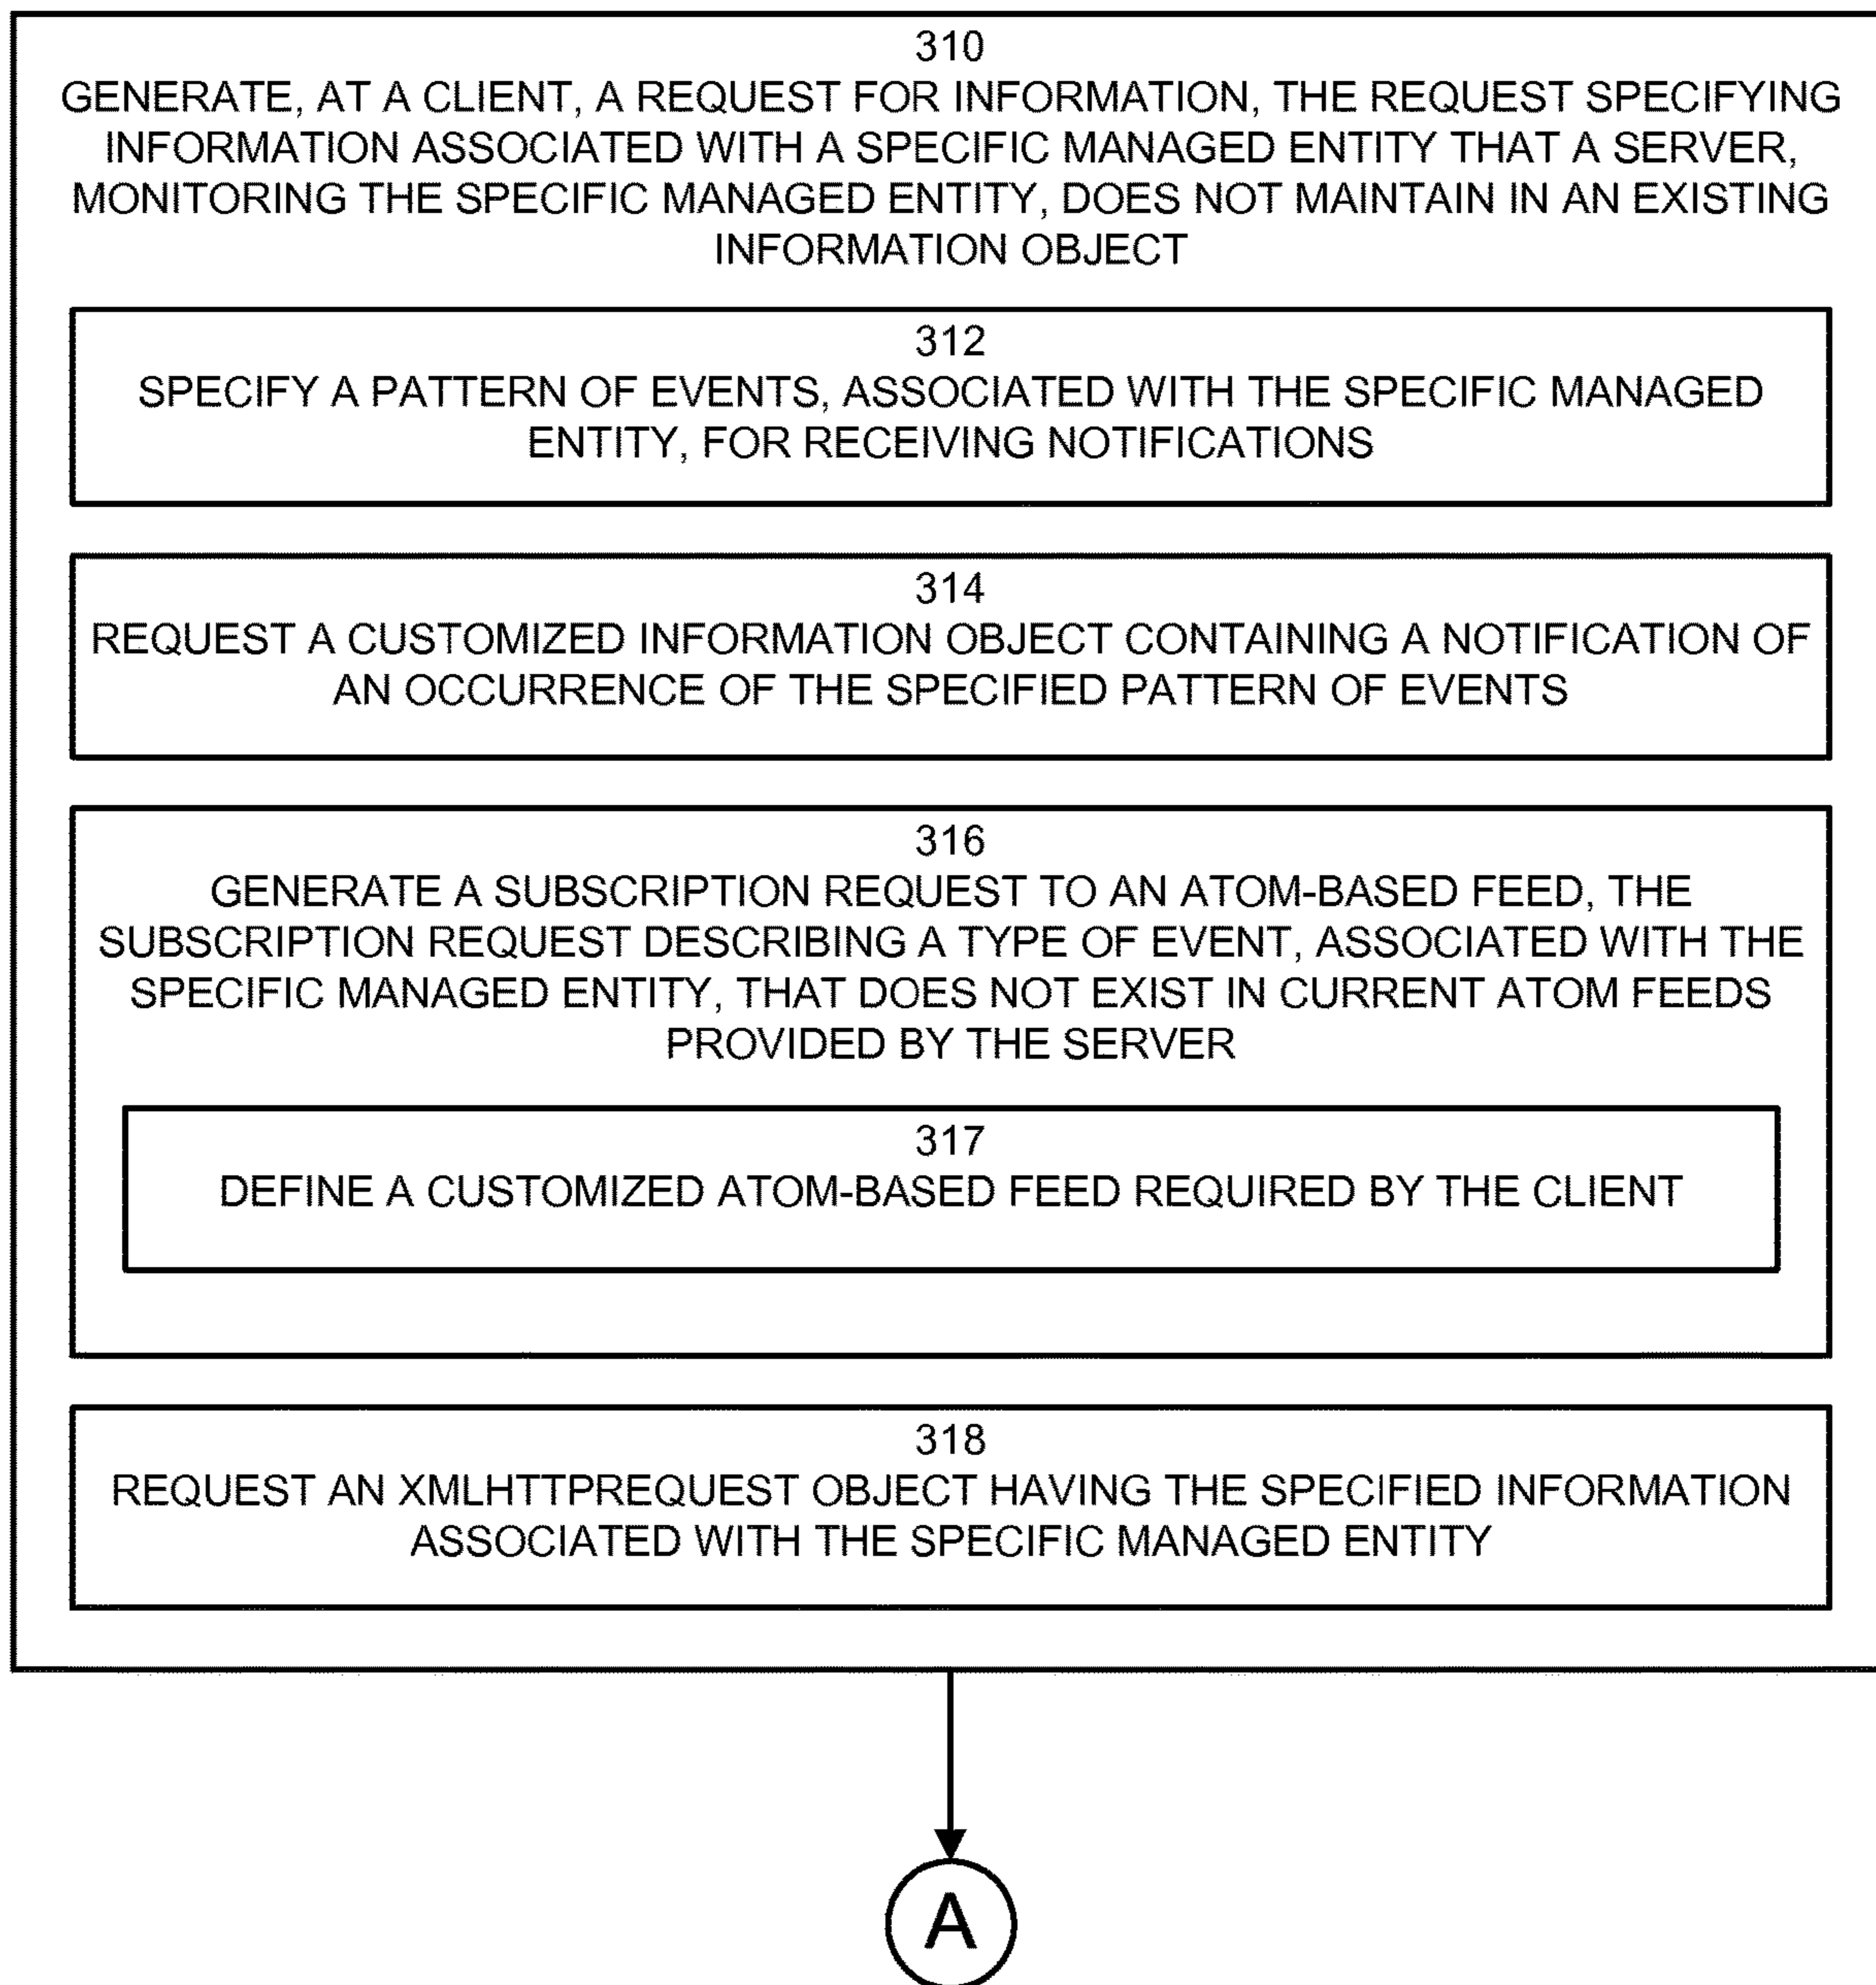 310
GENERATE, AT A CLIENT, A REQUEST FOR INFORMATION, THE REQUEST SPECIFYING
INFORMATION ASSOCIATED WITH A SPECIFIC MANAGED ENTITY THAT A SERVER,
MONITORING THE SPECIFIC MANAGED ENTITY, DOES NOT MAINTAIN IN AN EXISTING
INFORMATION OBJECT
312
SPECIFY A PATTERN OF EVENTS, ASSOCIATED WITH THE SPECIFIC MANAGED
ENTITY, FOR RECEIVING NOTIFICATIONS
314
REQUEST A CUSTOMIZED INFORMATION OBJECT CONTAINING A NOTIFICATION OF
AN OCCURRENCE OF THE SPECIFIED PATTERN OF EVENTS
316
GENERATE A SUBSCRIPTION REQUEST TO AN ATOM-BASED FEED, THE
SUBSCRIPTION REQUEST DESCRIBING A TYPE OF EVENT, ASSOCIATED WITH THE
SPECIFIC MANAGED ENTITY, THAT DOES NOT EXIST IN CURRENT ATOM FEEDS
PROVIDED BY THE SERVER
317
DEFINE A CUSTOMIZED ATOM-BASED FEED REQUIRED BY THE CLIENT
318
REQUEST AN XMLHTTPREQUEST OBJECT HAVING THE SPECIFIED INFORMATION
ASSOCIATED WITH THE SPECIFIC MANAGED ENTITY
A